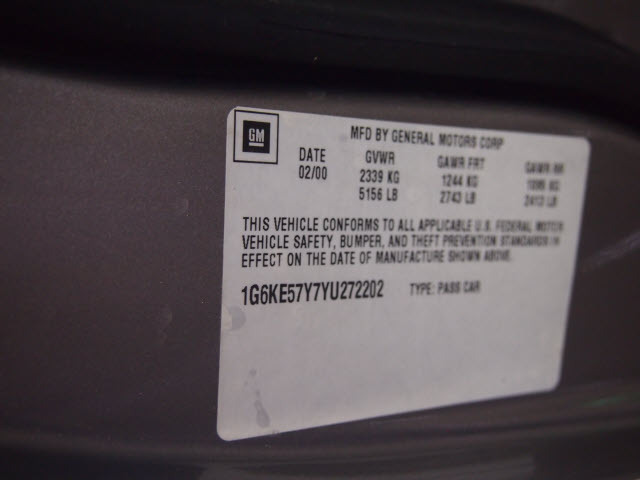 GM
MFD BY GENERAL MOTORS CORP
DATE GVWR GAWR FRT GAWR RR
02/00 2339 KG 1244 KG 1095 KG
5156 LB 2743 LB 2413 LB
THIS VEHICLE CONFORMS TO ALL APPLICABLE U.S. FEDERAL MOTOR
VEHICLE SAFETY, BUMPER, AND THEFT PREVENTION STANDARDS IN
EFFECT ON THE DATE OF MANUFACTURE SHOWN ABOVE.
1G6KE57Y7YU272202 TYPE: PASS CAR